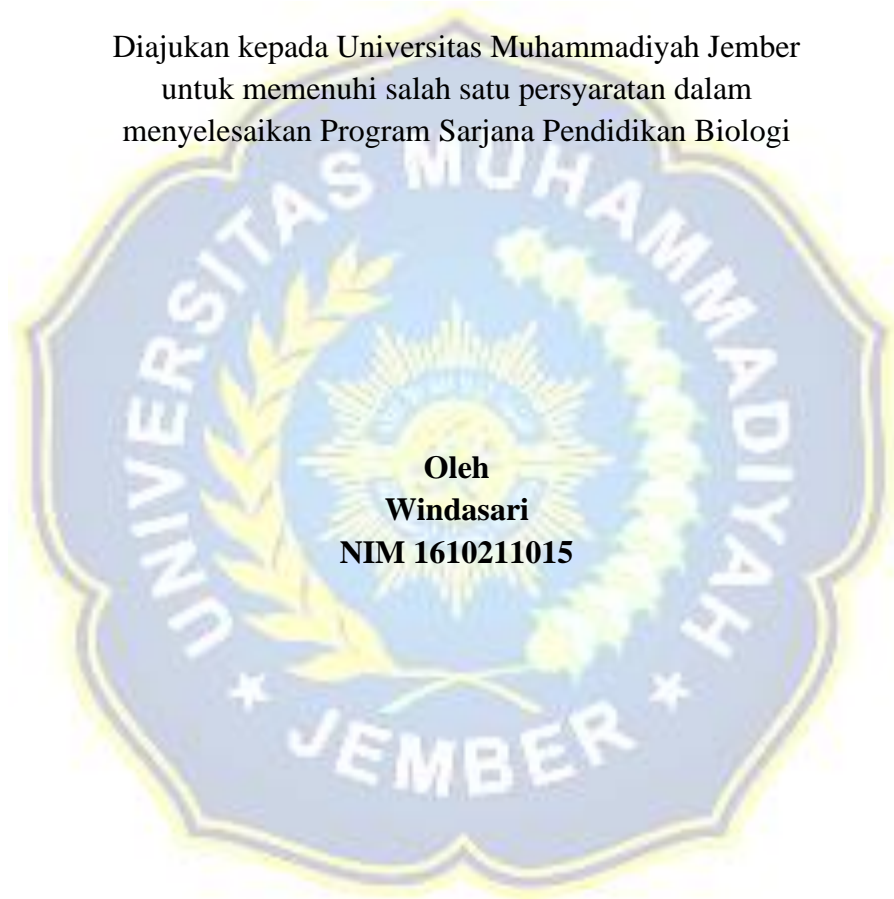 Diajukan kepada Universitas Muhammadiyah Jember
untuk memenuhi salah satu persyaratan dalam
menyelesaikan Program Sarjana Pendidikan Biologi
UNIVERSITAS MUHAMMADIYAH
Oleh
Windasari
NIM 1610211015
JEMBER